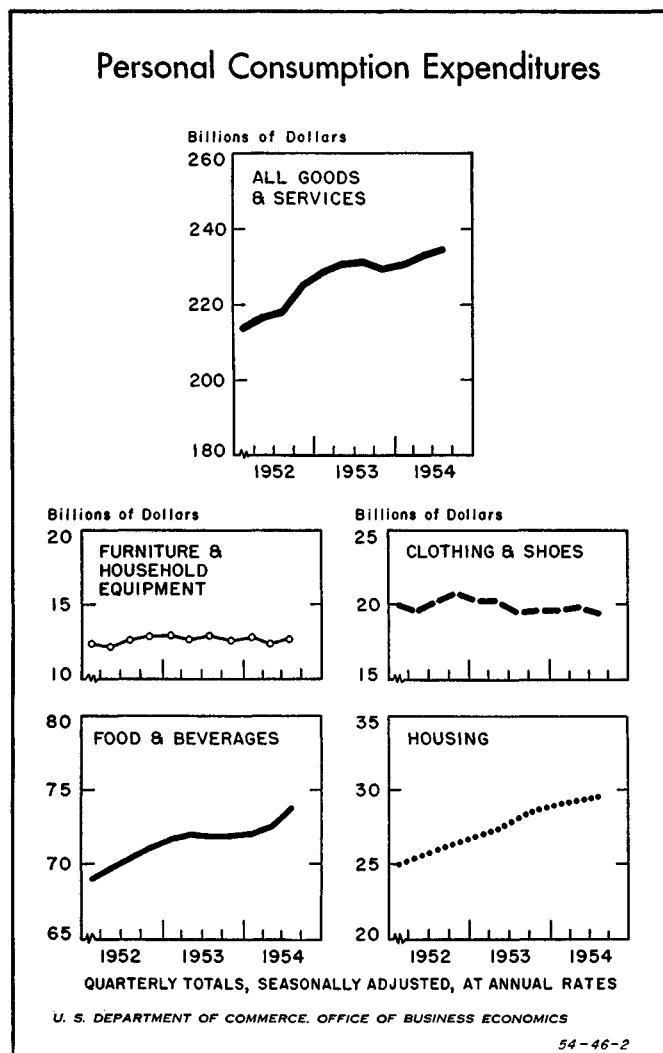 Personal Consumption Expenditures
Billions of Dollars
260
240
220
200
180
ALL GOODS
& SERVICES
1952 1953 1954
Billions of Dollars
20
15
10
FURNITURE &
HOUSEHOLD
EQUIPMENT
Billions of Dollars
25
20
15
CLOTHING & SHOES
80
75
70
65
FOOD & BEVERAGES
1952 1953 1954
35
30
25
20
HOUSING
1952 1953 1954
QUARTERLY TOTALS, SEASONALLY ADJUSTED, AT ANNUAL RATES
U. S. DEPARTMENT OF COMMERCE. OFFICE OF BUSINESS ECONOMICS
54-46-2